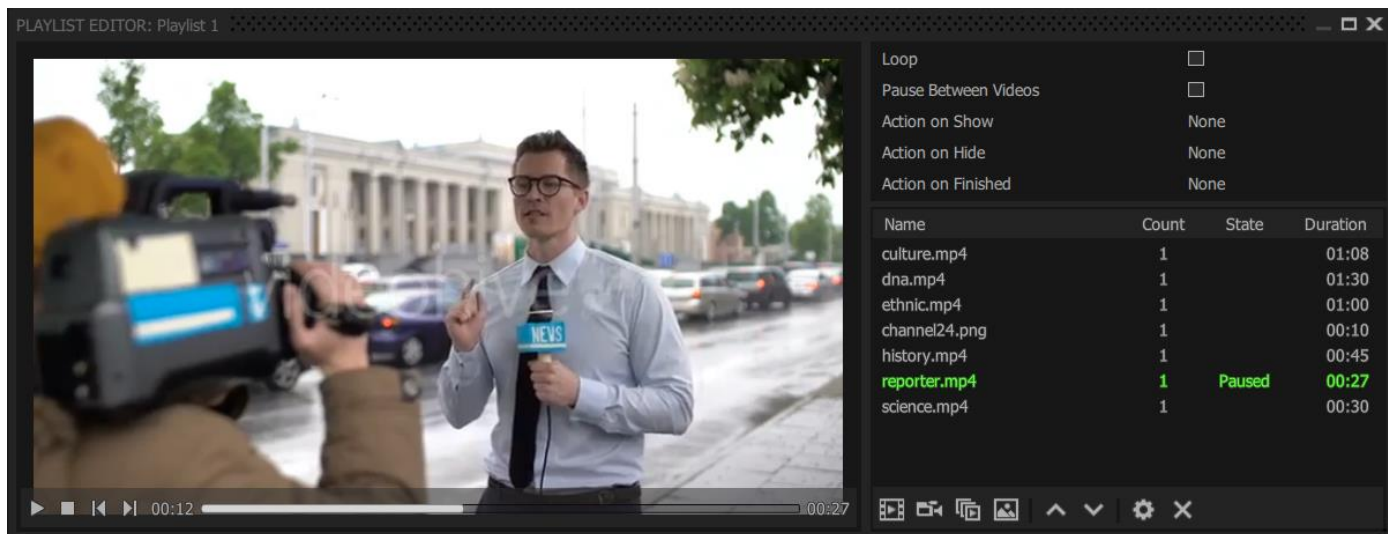 PLAYLIST EDITOR: Playlist 1
Loop
Pause Between Videos
Action on Show None
Action on Hide None
Action on Finished None
Name Count State Duration
culture.mp4 1 01:08
dna.mp4 1 01:30
ethnic.mp4 1 01:00
channel24.png 1 00:10
history.mp4 1 00:45
reporter.mp4 1 Paused 00:27
science.mp4 1 00:30
NEWS
00:12 00:27